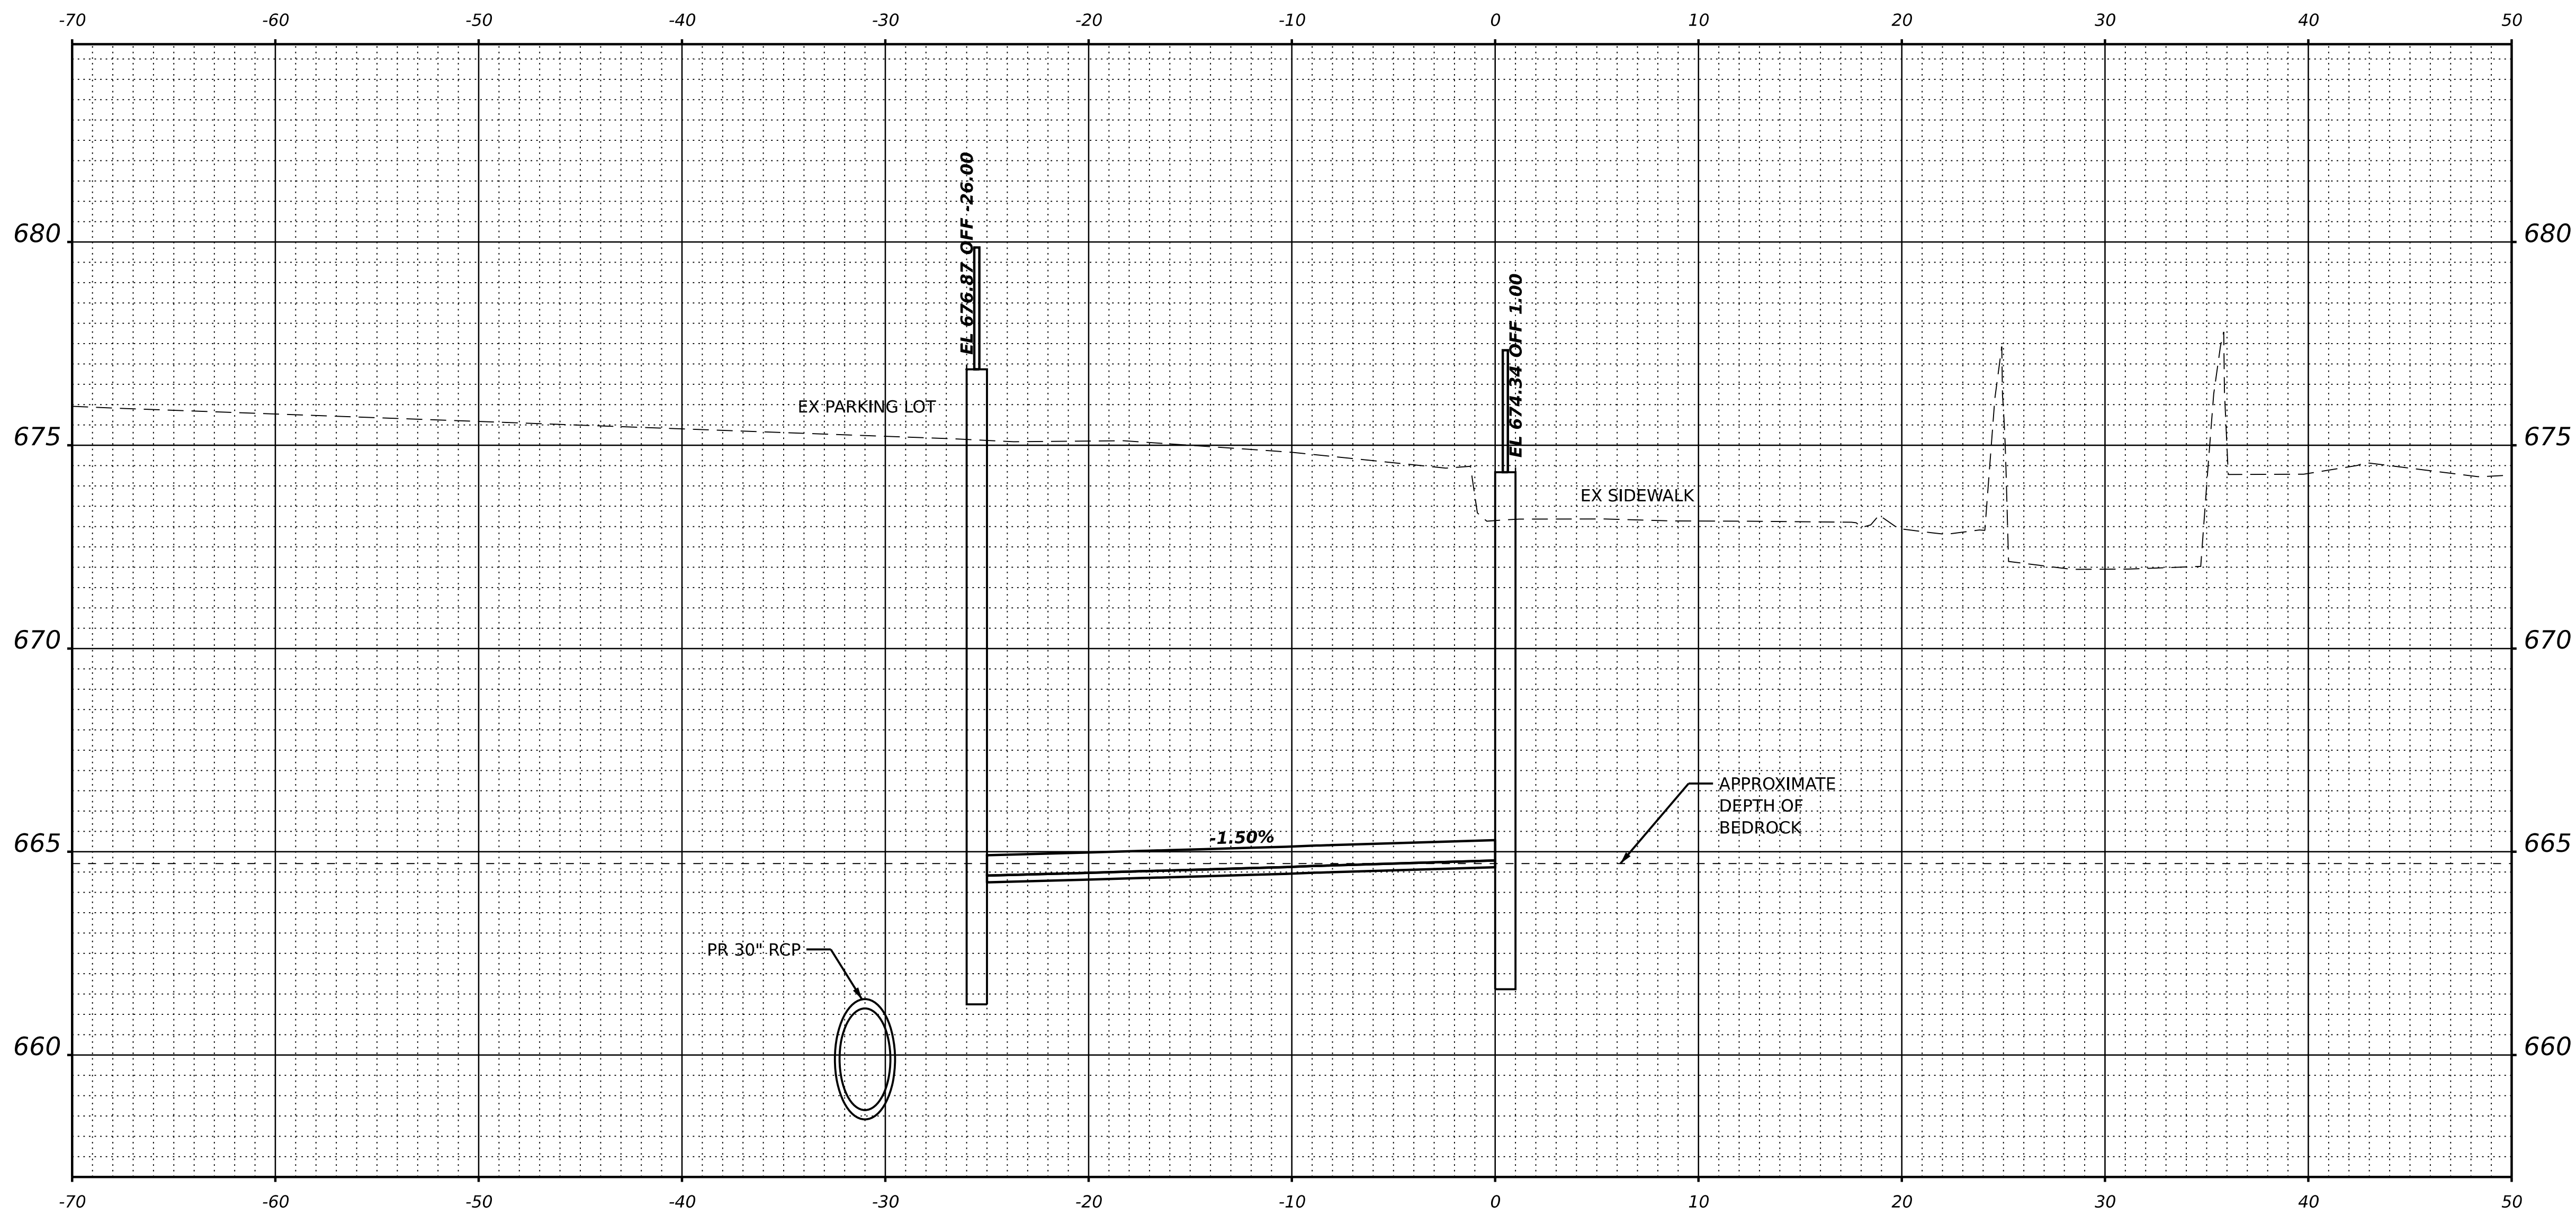 -70 -60 -50 -40 -30 -20 -10 0 10 20 30 40 50
EL 676.87 OFF -26.00
680 680
EL 674.34 OFF 1.00
EX PARKING LOT
675 675
EX SIDEWALK
670 670
APPROXIMATE
DEPTH OF
BEDROCK
-1.50%
665 665
PR 30" RCP
660 660
-70 -60 -50 -40 -30 -20 -10 0 10 20 30 40 50